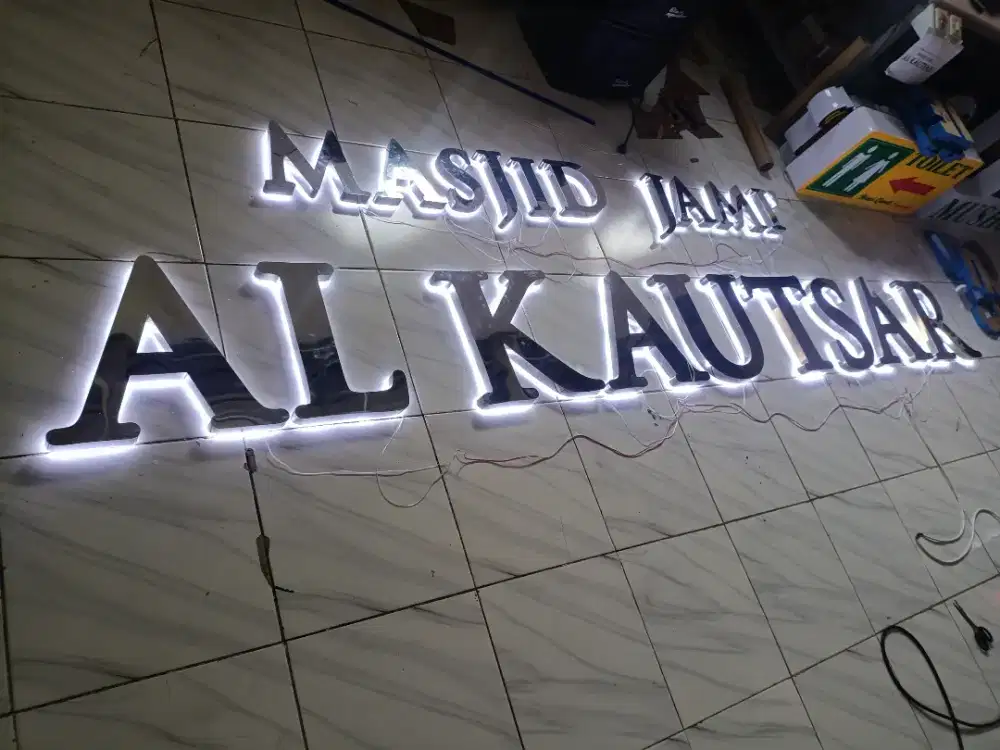 MASJID JAMI'
AL KAUTSAR
TOILET